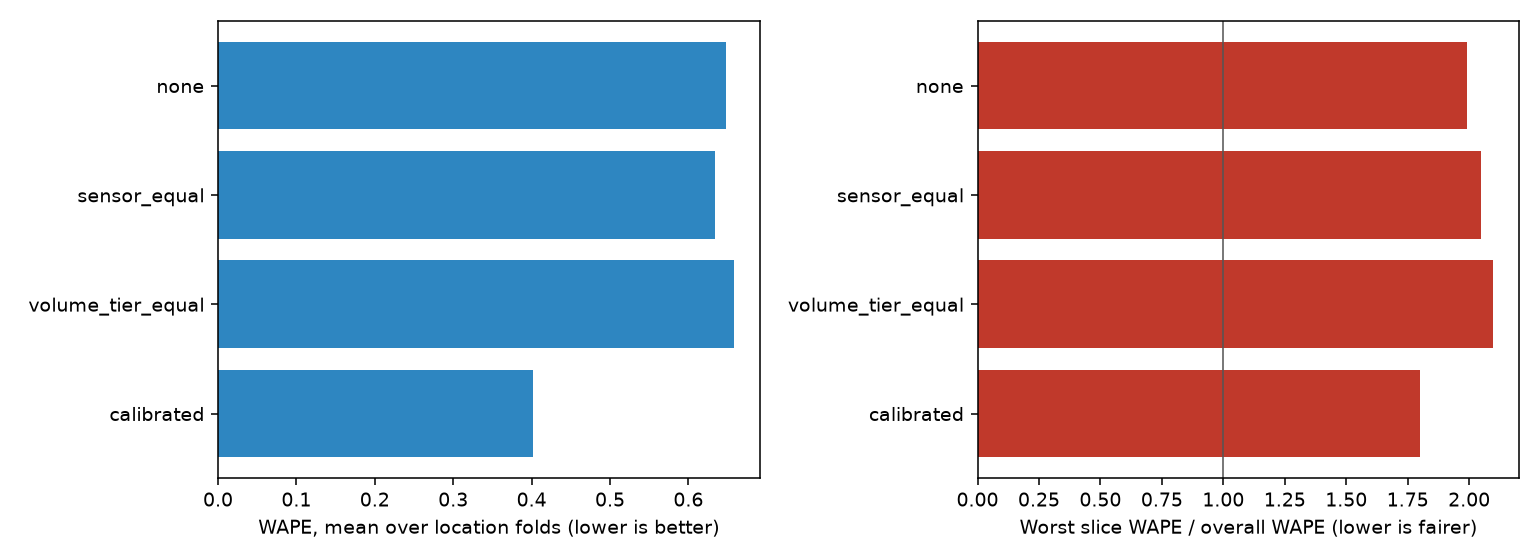 none
sensor_equal
volume_tier_equal
calibrated
0.0 0.1 0.2 0.3 0.4 0.5 0.6
WAPE, mean over location folds (lower is better)
none
sensor_equal
volume_tier_equal
calibrated
0.00 0.25 0.50 0.75 1.00 1.25 1.50 1.75 2.00
Worst slice WAPE / overall WAPE (lower is fairer)